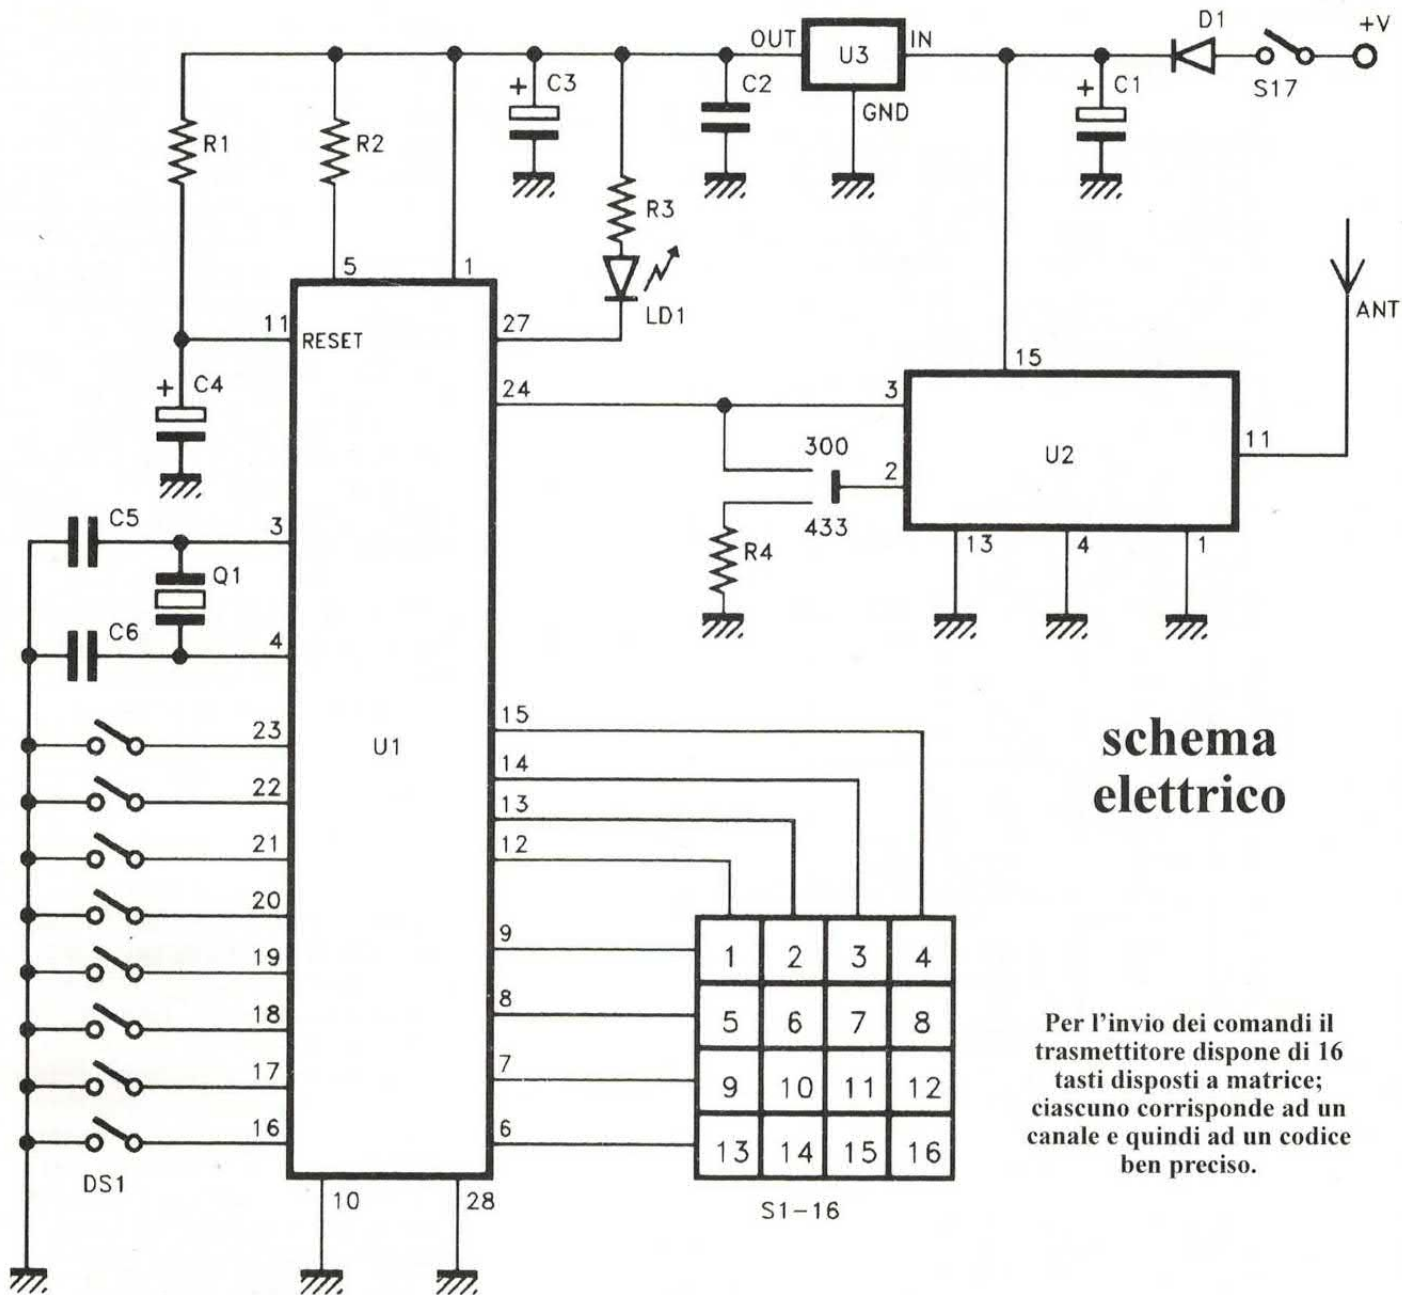 D1
+V
OUT
U3
IN
S17
+ C3
C2
GND
+ C1
R1
R2
R3
LD1
5
1
11
RESET
27
24
+ C4
ANT
15
3
300
2
433
U2
11
R4
13
4
1
C5
3
Q1
C6
4
U1
23
22
21
20
19
18
17
16
DS1
10
28
15
14
13
12
9
8
7
6
1 2 3 4
5 6 7 8
9 10 11 12
13 14 15 16
S1-16
schema
elettrico
Per l'invio dei comandi il
trasmettitore dispone di 16
tasti disposti a matrice;
ciascuno corrisponde ad un
canale e quindi ad un codice
ben preciso.